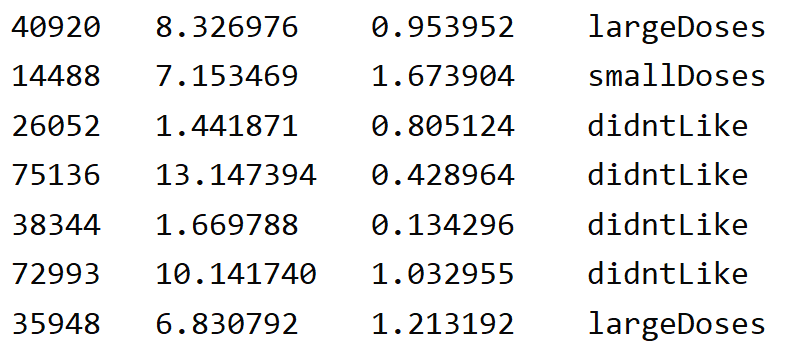 40920 8.326976 0.953952 largeDoses
14488 7.153469 1.673904 smallDoses
26052 1.441871 0.805124 didntLike
75136 13.147394 0.428964 didntLike
38344 1.669788 0.134296 didntLike
72993 10.141740 1.032955 didntLike
35948 6.830792 1.213192 largeDoses